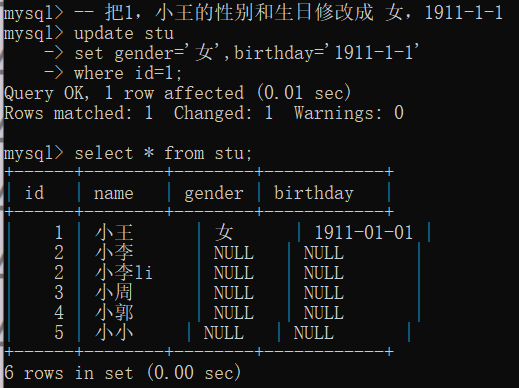 mysql> -- 把1，小王的性别和生日修改成 女，1911-1-1
mysql> update stu
    -> set gender='女',birthday='1911-1-1'
    -> where id=1;
Query OK, 1 row affected (0.01 sec)
Rows matched: 1  Changed: 1  Warnings: 0
mysql> select * from stu;
+------+--------+--------+------------+
| id   | name   | gender | birthday   |
+------+--------+--------+------------+
|    1 | 小王      | 女      | 1911-01-01 |
|    2 | 小李      | NULL   | NULL       |
|    2 | 小李li    | NULL   | NULL       |
|    3 | 小周      | NULL   | NULL       |
|    4 | 小郭      | NULL   | NULL       |
|    5 | 小小     | NULL   | NULL       |
+------+--------+--------+------------+
6 rows in set (0.00 sec)